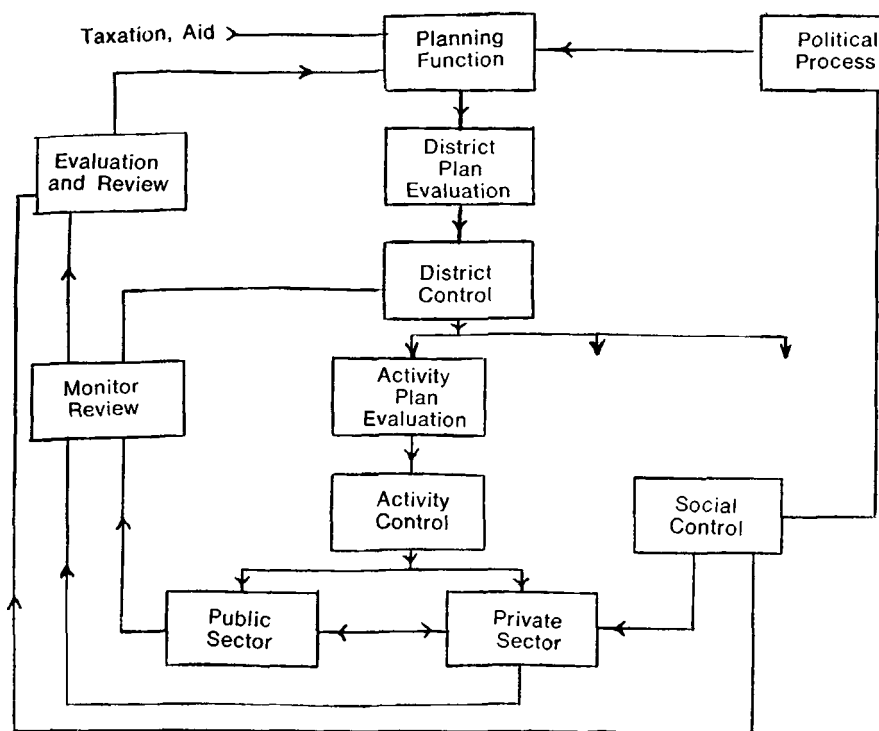 Taxation, Aid
Planning
Function
Political
Process
Evaluation
and Review
District
Plan
Evaluation
District
Control
Monitor
Review
Activity
Plan
Evaluation
Activity
Control
Social
Control
Public
Sector
Private
Sector